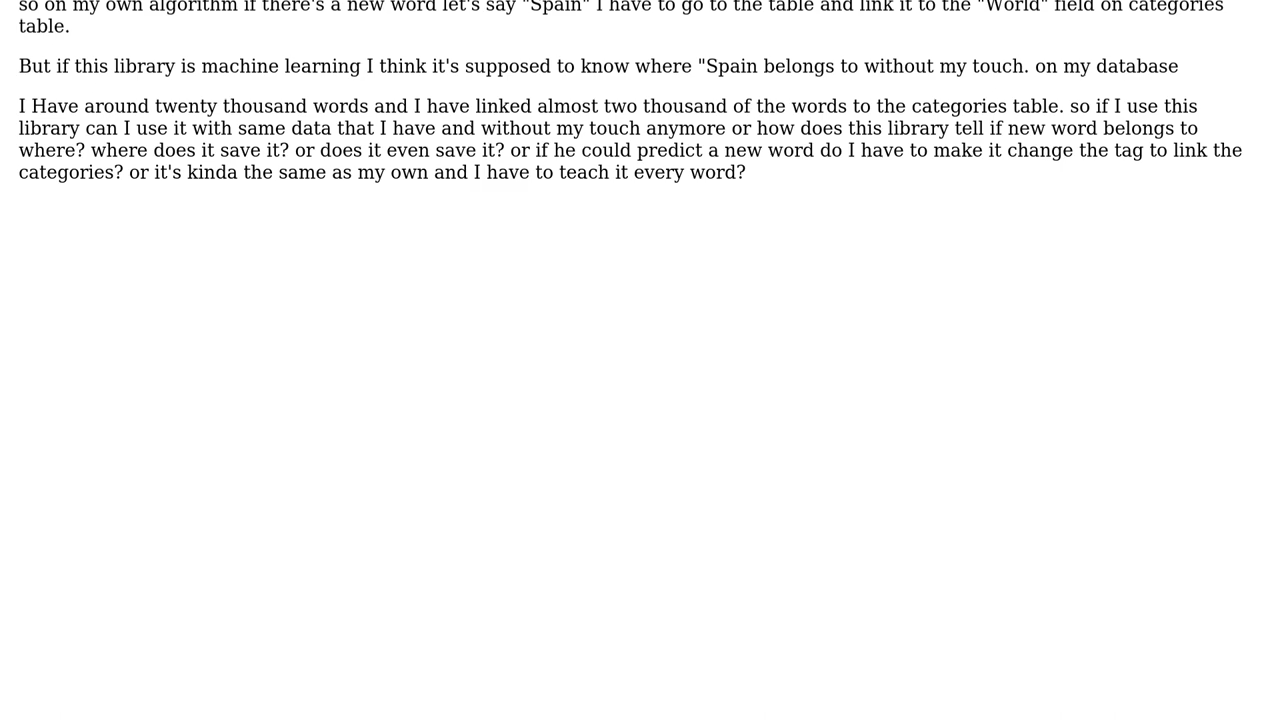 so on my own algorithm if there's a new word let's say "Spain" I have to go to the table and link it to the "World" field on categories
table.
But if this library is machine learning I think it's supposed to know where "Spain belongs to without my touch. on my database
I Have around twenty thousand words and I have linked almost two thousand of the words to the categories table. so if I use this
library can I use it with same data that I have and without my touch anymore or how does this library tell if new word belongs to
where? where does it save it? or does it even save it? or if he could predict a new word do I have to make it change the tag to link the
categories? or it's kinda the same as my own and I have to teach it every word?